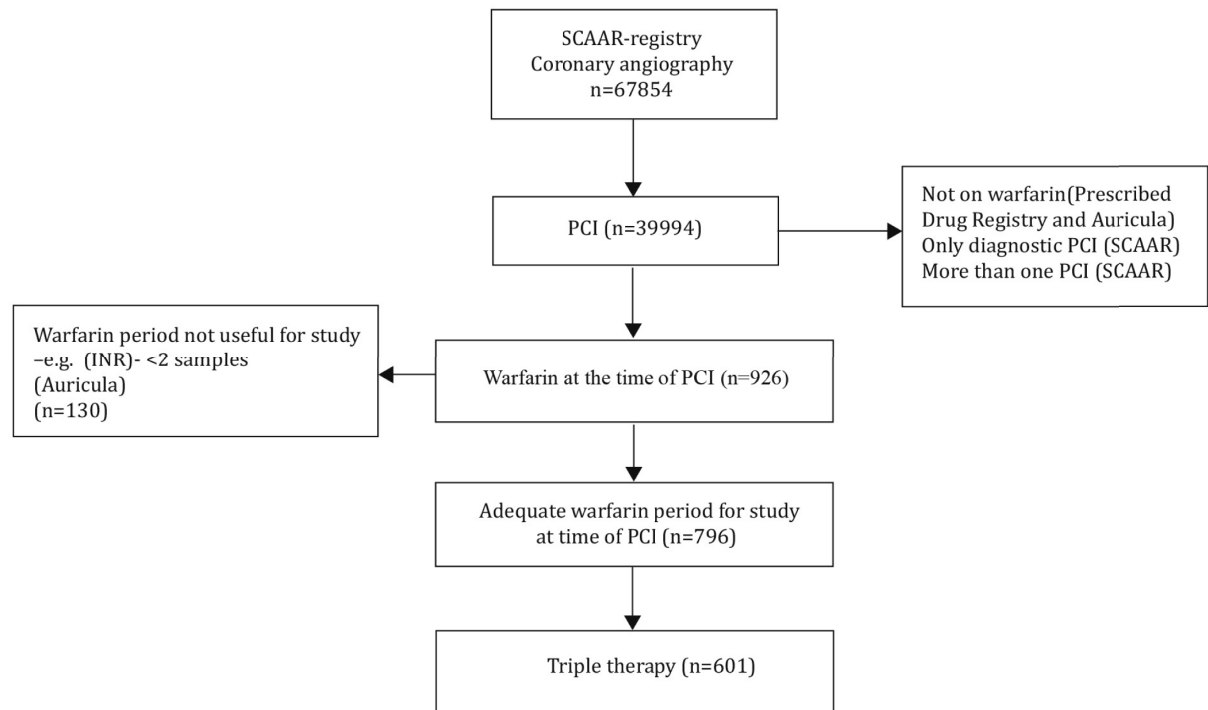 SCAAR-registry
Coronary angiography
n=67854
PCI (n=39994)
Not on warfarin(Prescribed
Drug Registry and Auricula)
Only diagnostic PCI (SCAAR)
More than one PCI (SCAAR)
Warfarin period not useful for study
–e.g. (INR)- <2 samples
(Auricula)
(n=130)
Warfarin at the time of PCI (n=926)
Adequate warfarin period for study
at time of PCI (n=796)
Triple therapy (n=601)